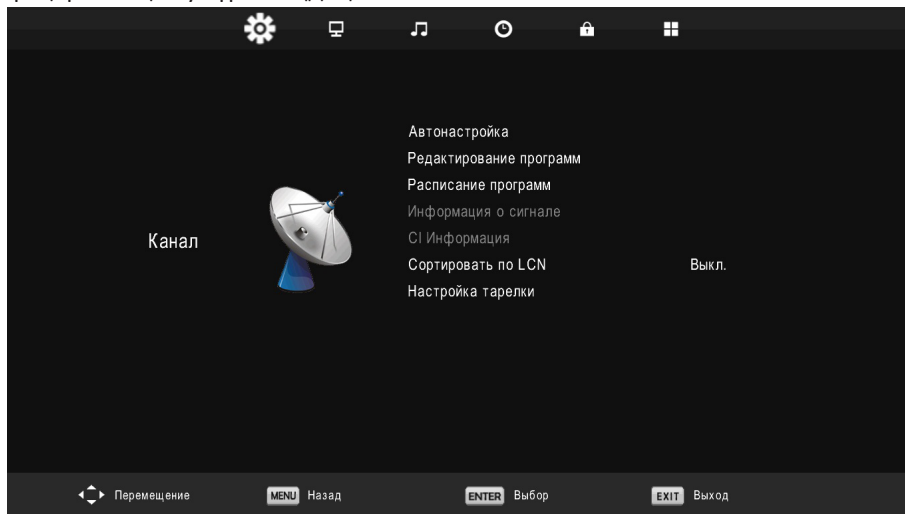 Автонастройка
Редактирование программ
Расписание программ
Информация о сигнале
Канал
CI Информация
Сортировать по LCN Выкл.
Настройка тарелки
Перемещение MENU Назад ENTER Выбор EXIT Выход